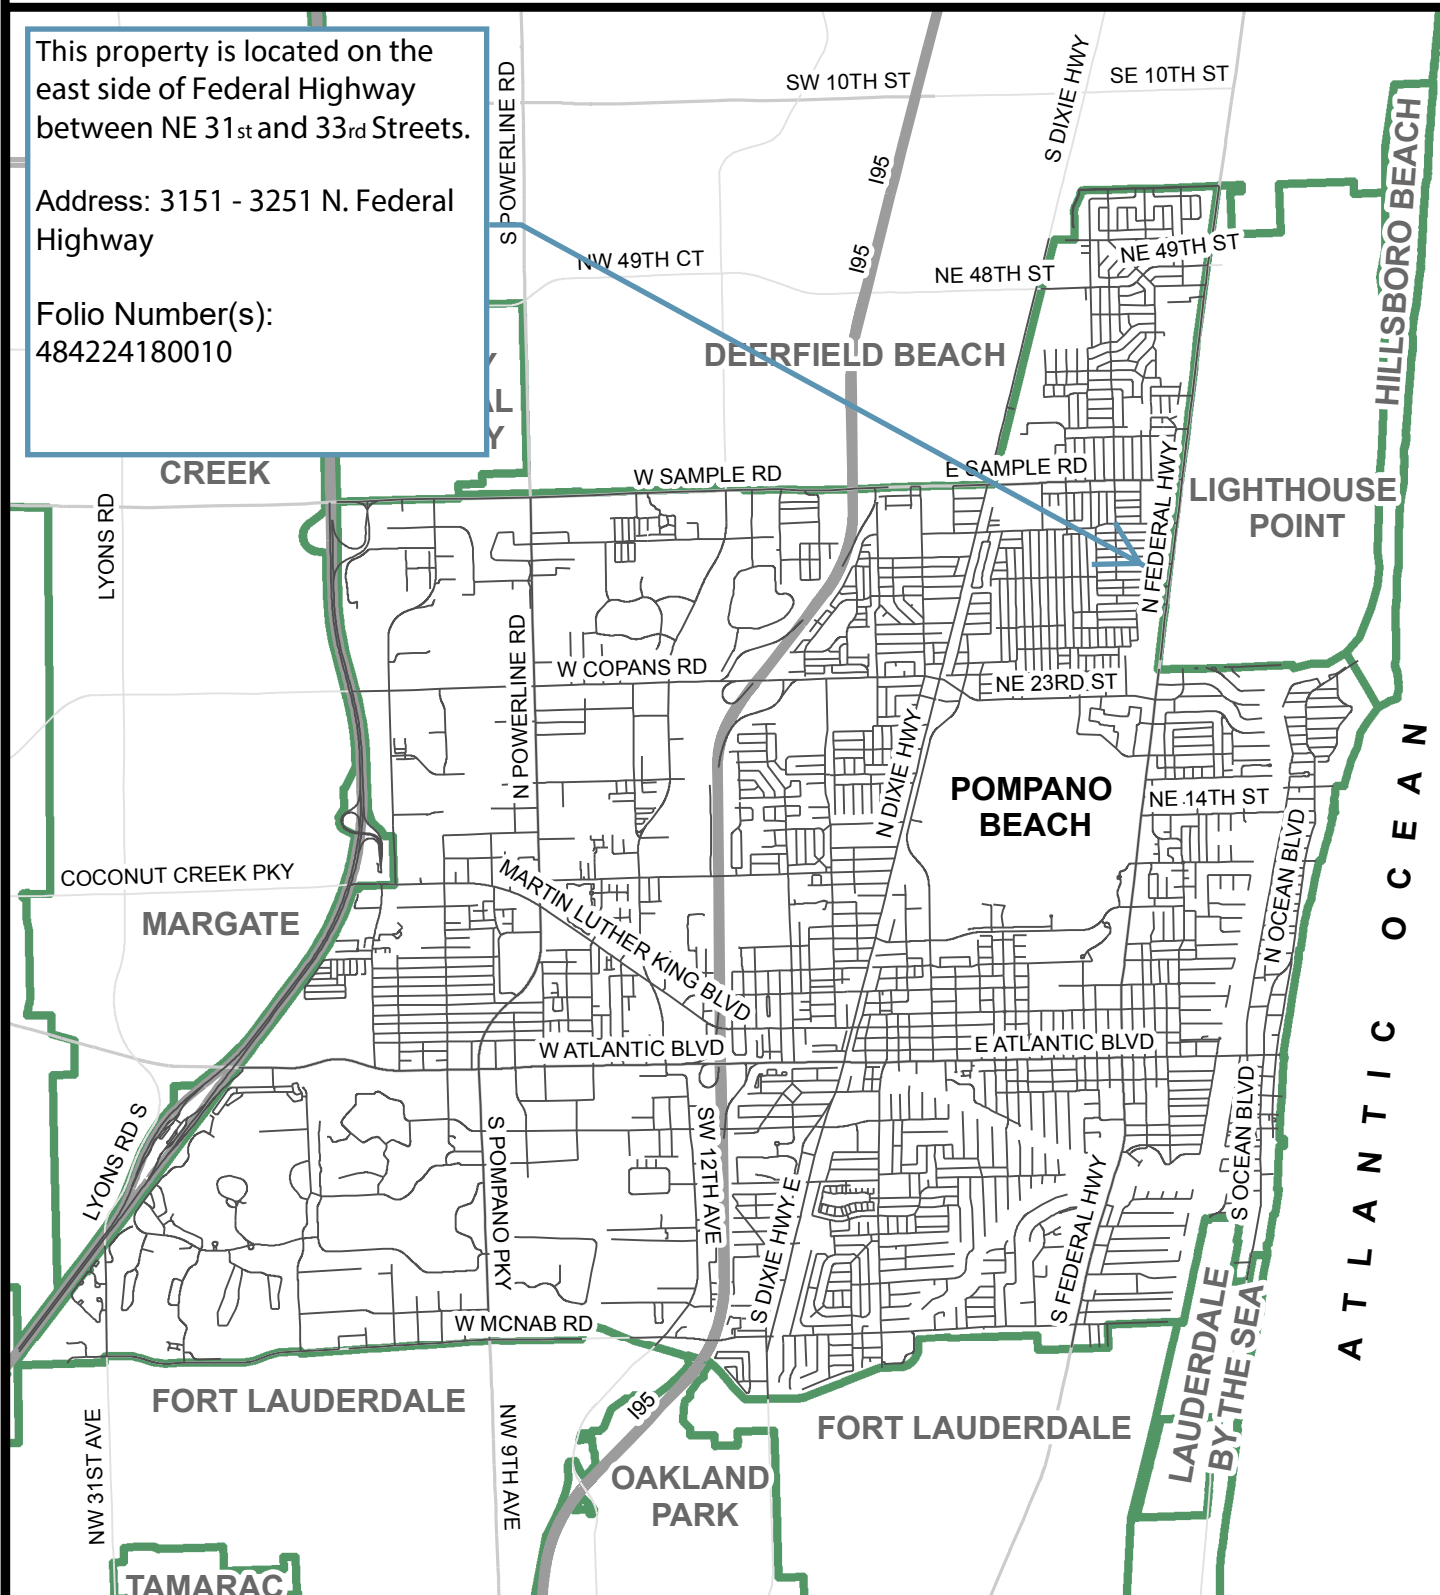 This property is located on the
east side of Federal Highway
between NE 31st and 33rd Streets.
Address: 3151 - 3251 N. Federal
Highway
Folio Number(s):
484224180010
S POWERLINE RD
SW 10TH ST
S DIXIE HWY
SE 10TH ST
I95
HILLSBORO BEACH
NW 49TH CT
I95
NE 48TH ST
NE 49TH ST
DEERFIELD BEACH
Y
AL
Y
CREEK
W SAMPLE RD
E SAMPLE RD
LYONS RD
N FEDERAL HWY
LIGHTHOUSE
POINT
N POWERLINE RD
W COPANS RD
NE 23RD ST
N DIXIE HWY
POMPANO
BEACH
NE 14TH ST
N OCEAN BLVD
ATLANTIC OCEAN
COCONUT CREEK PKY
MARTIN LUTHER KING BLVD
MARGATE
W ATLANTIC BLVD
E ATLANTIC BLVD
LYONS RD S
S POMPANO PKY
SW 12TH AVE
S DIXIE HWY E
S FEDERAL HWY
S OCEAN BLVD
W MCNAB RD
LAUDERDALE
BY THE SEA
FORT LAUDERDALE
I95
FORT LAUDERDALE
NW 31ST AVE
NW 9TH AVE
OAKLAND
PARK
TAMARAC